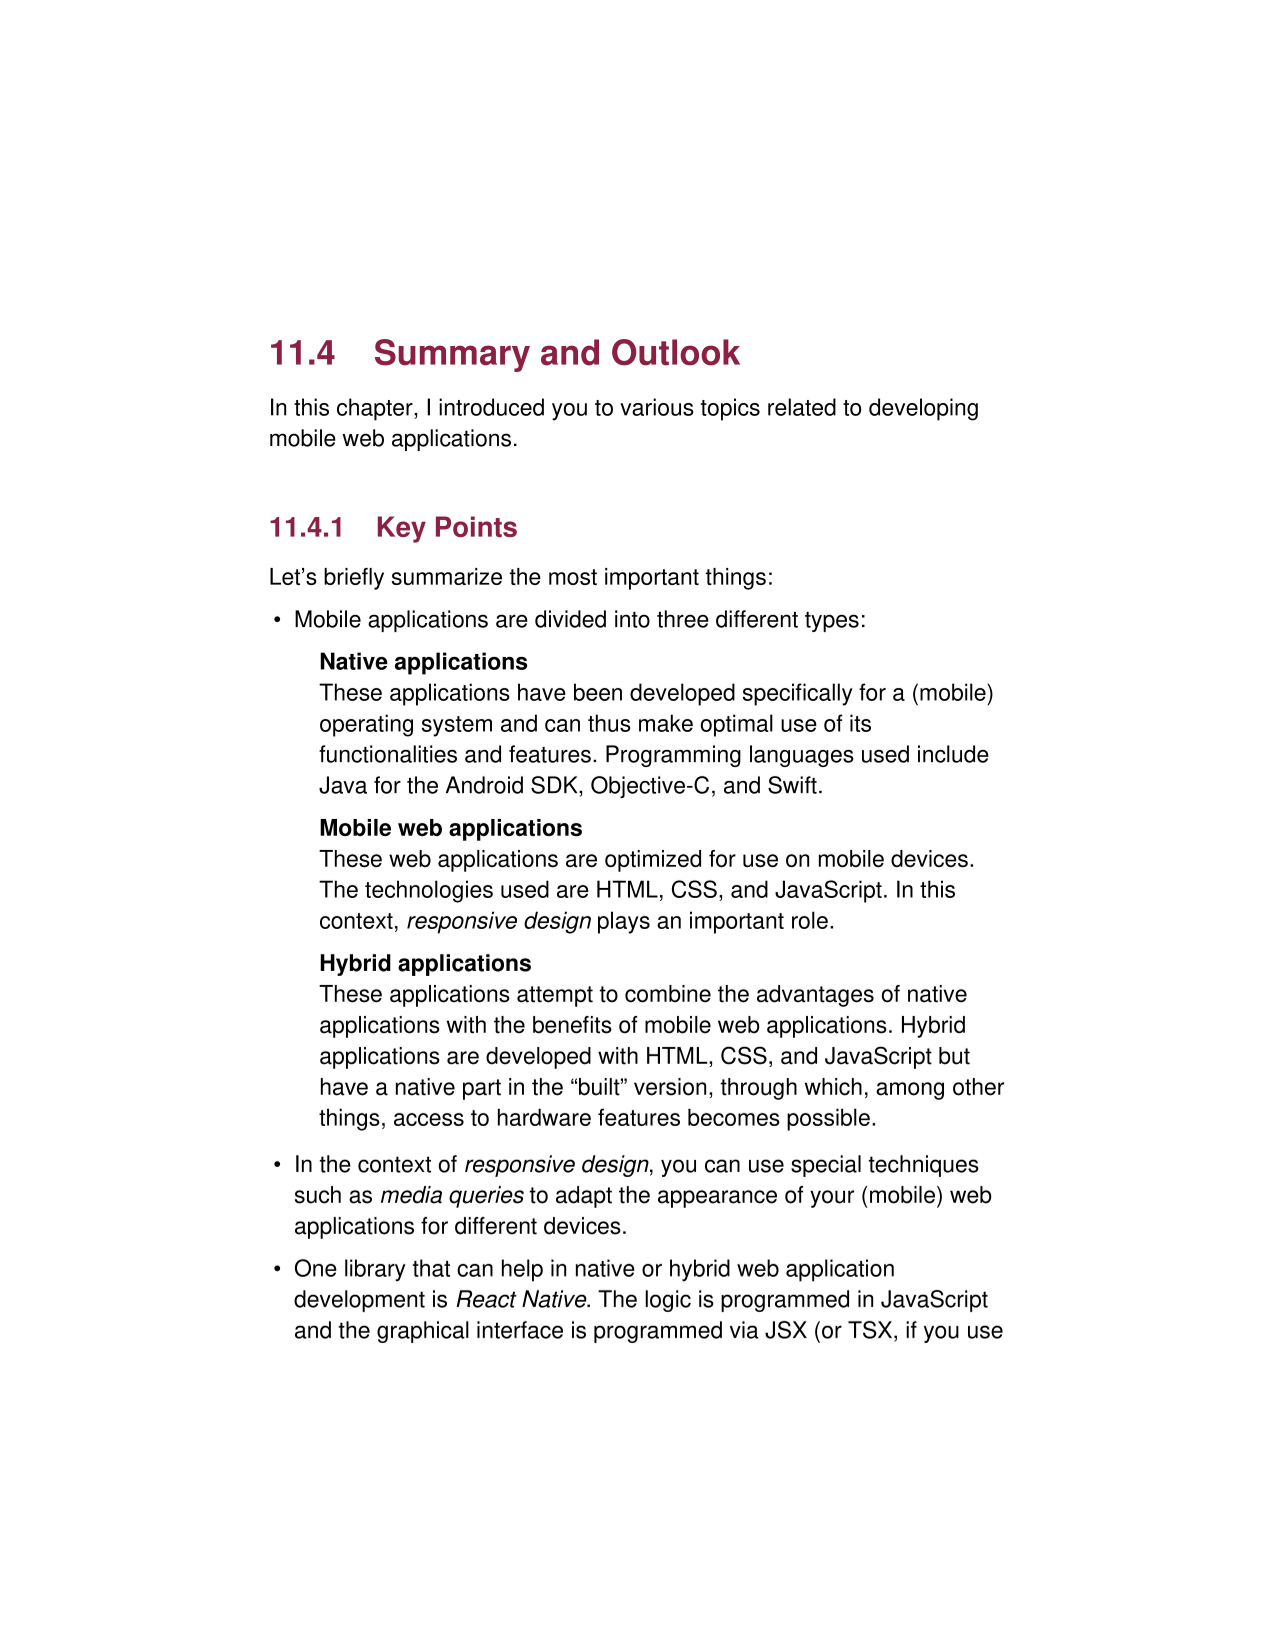 11.4 Summary and Outlook
In this chapter, I introduced you to various topics related to developing
mobile web applications.
11.4.1 Key Points
Let’s briefly summarize the most important things:
• Mobile applications are divided into three different types:
Native applications
These applications have been developed specifically for a (mobile)
operating system and can thus make optimal use of its
functionalities and features. Programming languages used include
Java for the Android SDK, Objective-C, and Swift.
Mobile web applications
These web applications are optimized for use on mobile devices.
The technologies used are HTML, CSS, and JavaScript. In this
context, responsive design plays an important role.
Hybrid applications
These applications attempt to combine the advantages of native
applications with the benefits of mobile web applications. Hybrid
applications are developed with HTML, CSS, and JavaScript but
have a native part in the “built” version, through which, among other
things, access to hardware features becomes possible.
• In the context of responsive design, you can use special techniques
such as media queries to adapt the appearance of your (mobile) web
applications for different devices.
• One library that can help in native or hybrid web application
development is React Native. The logic is programmed in JavaScript
and the graphical interface is programmed via JSX (or TSX, if you use